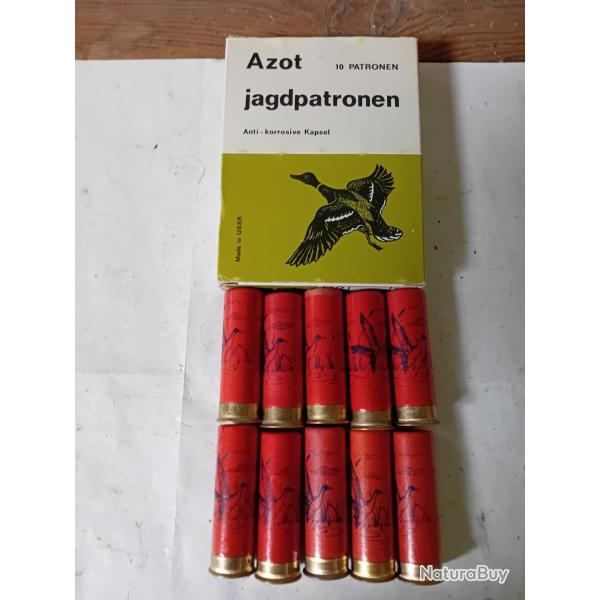 Azot 10 PATRONEN
jagdpatronen
Anti-korrosive Kapsel
Made in USSR
NaturaBuy